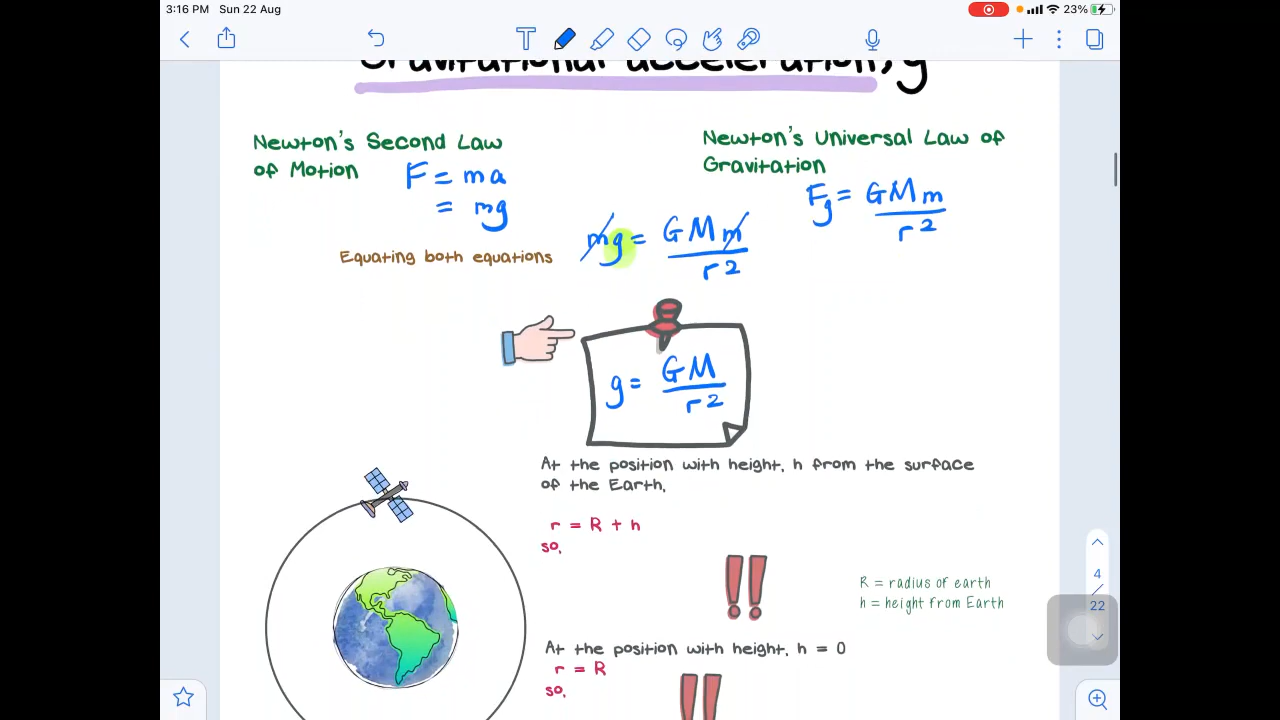 3:16 PM Sun 22 Aug
23%
Gravitational acceleration, g
Newton's Second Law
of Motion
F = ma
= mg
Newton's Universal Law of
Gravitation
Fg = GMm
r2
Equating both equations
mg = GMm
r2
g = GM
r2
At the position with height, h from the surface
of the Earth,
r = R + h
so,
R = radius of earth
h = height from Earth
4
/
22
At the position with height, h = 0
r = R
so,